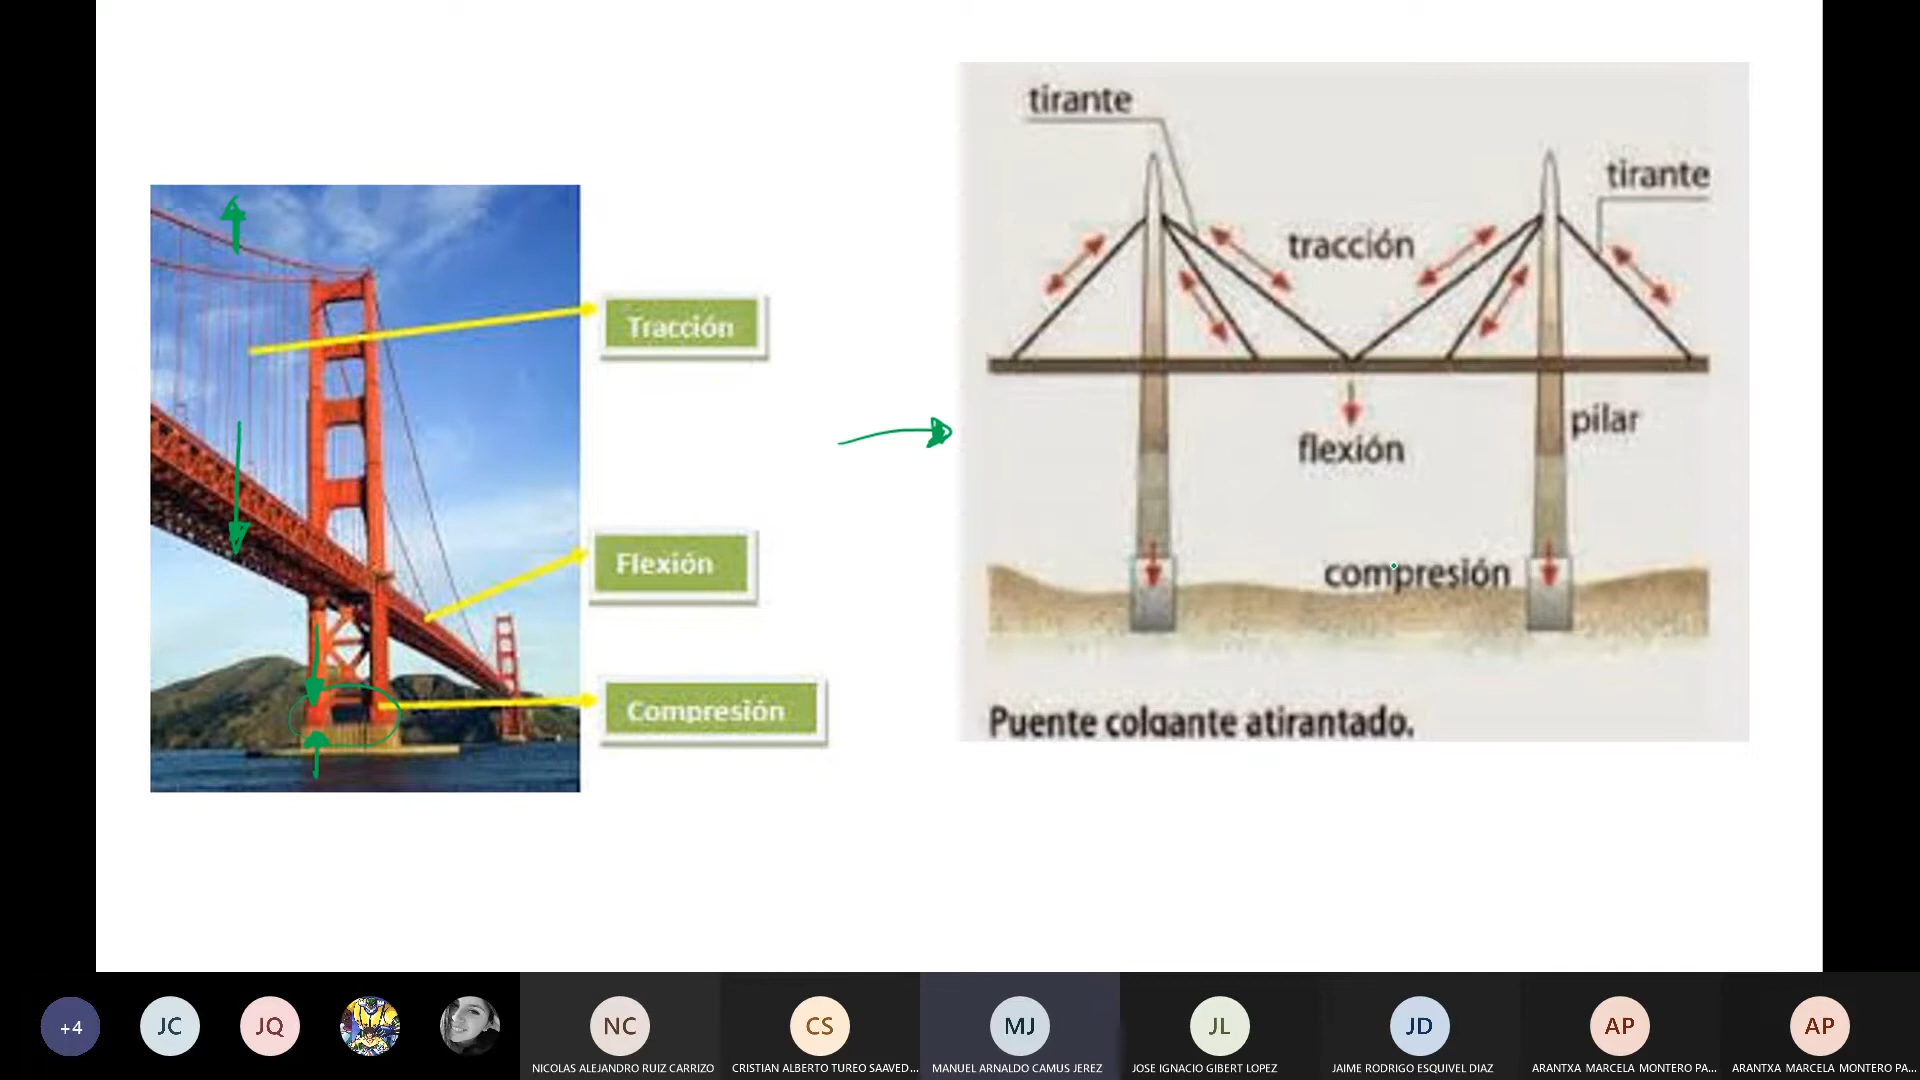 Tracción
Flexión
Compresión
tirante
tirante
tracción
pilar
flexión
compresión
Puente colgante atirantado.
+4
JC
JQ
NC
CS
MJ
JL
JD
AP
AP
NICOLAS ALEJANDRO RUIZ CARRIZO
CRISTIAN ALBERTO TUREO SAAVED...
MANUEL ARNALDO CAMUS JEREZ
JOSE IGNACIO GIBERT LOPEZ
JAIME RODRIGO ESQUIVEL DIAZ
ARANTXA MARCELA MONTERO PA...
ARANTXA MARCELA MONTERO PA...